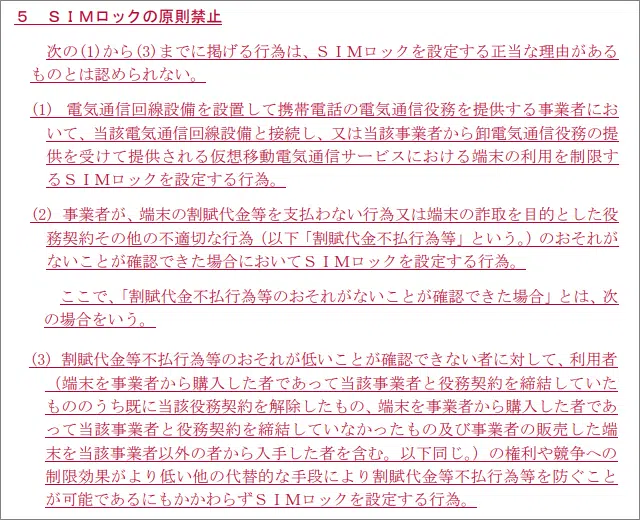 ５　ＳＩＭロックの原則禁止
次の(1)から(3)までに掲げる行為は、ＳＩＭロックを設定する正当な理由がある
ものとは認められない。
(1)　電気通信回線設備を設置して携帯電話の電気通信役務を提供する事業者にお
いて、当該電気通信回線設備と接続し、又は当該事業者から卸電気通信役務の提
供を受けて提供される仮想移動電気通信サービスにおける端末の利用を制限す
るＳＩＭロックを設定する行為。
(2)　事業者が、端末の割賦代金等を支払わない行為又は端末の詐取を目的とした役
務契約その他の不適切な行為（以下「割賦代金不払行為等」という。）のおそれが
ないことが確認できた場合においてＳＩＭロックを設定する行為。
ここで、「割賦代金不払行為等のおそれがないことが確認できた場合」とは、次
の場合をいう。
(3)　割賦代金等不払行為等のおそれが低いことが確認できない者に対して、利用者
（端末を事業者から購入した者であって当該事業者と役務契約を締結していた
もののうち既に当該役務契約を解除したもの、端末を事業者から購入した者であ
って当該事業者と役務契約を締結していなかったもの及び事業者の販売した端
末を当該事業者以外の者から入手した者を含む。以下同じ。）の権利や競争への
制限効果がより低い他の代替的な手段により割賦代金等不払行為等を防ぐこと
が可能であるにもかかわらずＳＩＭロックを設定する行為。